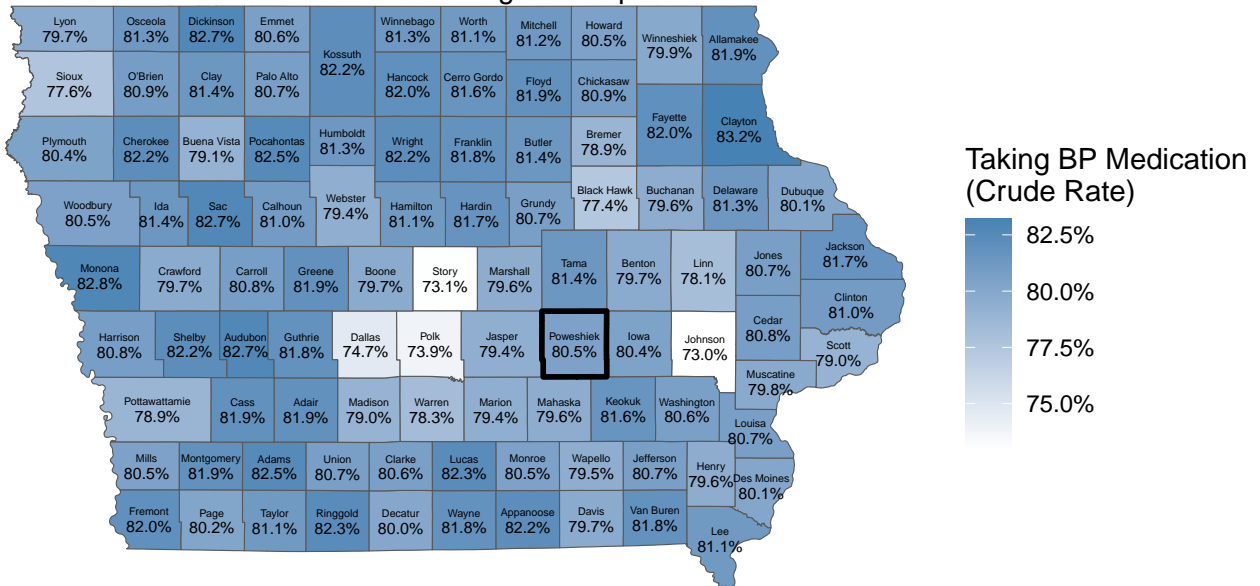 Lyon
79.7%
Osceola
81.3%
Dickinson
82.7%
Emmet
80.6%
Kossuth
82.2%
Winnebago
81.3%
Worth
81.1%
Mitchell
81.2%
Howard
80.5%
Winneshiek
79.9%
Allamakee
81.9%
Sioux
77.6%
O'Brien
80.9%
Clay
81.4%
Palo Alto
80.7%
Hancock
82.0%
Cerro Gordo
81.6%
Floyd
81.9%
Chickasaw
80.9%
Fayette
82.0%
Clayton
83.2%
Plymouth
80.4%
Cherokee
82.2%
Buena Vista
79.1%
Pocahontas
82.5%
Humboldt
81.3%
Wright
82.2%
Franklin
81.8%
Butler
81.4%
Bremer
78.9%
Woodbury
80.5%
Ida
81.4%
Sac
82.7%
Calhoun
81.0%
Webster
79.4%
Hamilton
81.1%
Hardin
81.7%
Grundy
80.7%
Black Hawk
77.4%
Buchanan
79.6%
Delaware
81.3%
Dubuque
80.1%
Monona
82.8%
Crawford
79.7%
Carroll
80.8%
Greene
81.9%
Boone
79.7%
Story
73.1%
Marshall
79.6%
Tama
81.4%
Benton
79.7%
Linn
78.1%
Jones
80.7%
Jackson
81.7%
Clinton
81.0%
Harrison
80.8%
Shelby
82.2%
Audubon
82.7%
Guthrie
81.8%
Dallas
74.7%
Polk
73.9%
Jasper
79.4%
Poweshiek
80.5%
Iowa
80.4%
Johnson
73.0%
Cedar
80.8%
Scott
79.0%
Muscatine
79.8%
Pottawattamie
78.9%
Cass
81.9%
Adair
81.9%
Madison
79.0%
Warren
78.3%
Marion
79.4%
Mahaska
79.6%
Keokuk
81.6%
Washington
80.6%
Louisa
80.7%
Mills
80.5%
Montgomery
81.9%
Adams
82.5%
Union
80.7%
Clarke
80.6%
Lucas
82.3%
Monroe
80.5%
Wapello
79.5%
Jefferson
80.7%
Henry
79.6%
Des Moines
80.1%
Fremont
82.0%
Page
80.2%
Taylor
81.1%
Ringgold
82.3%
Decatur
80.0%
Wayne
81.8%
Appanoose
82.2%
Davis
79.7%
Van Buren
81.8%
Lee
81.1%
Taking BP Medication
(Crude Rate)
82.5%
80.0%
77.5%
75.0%